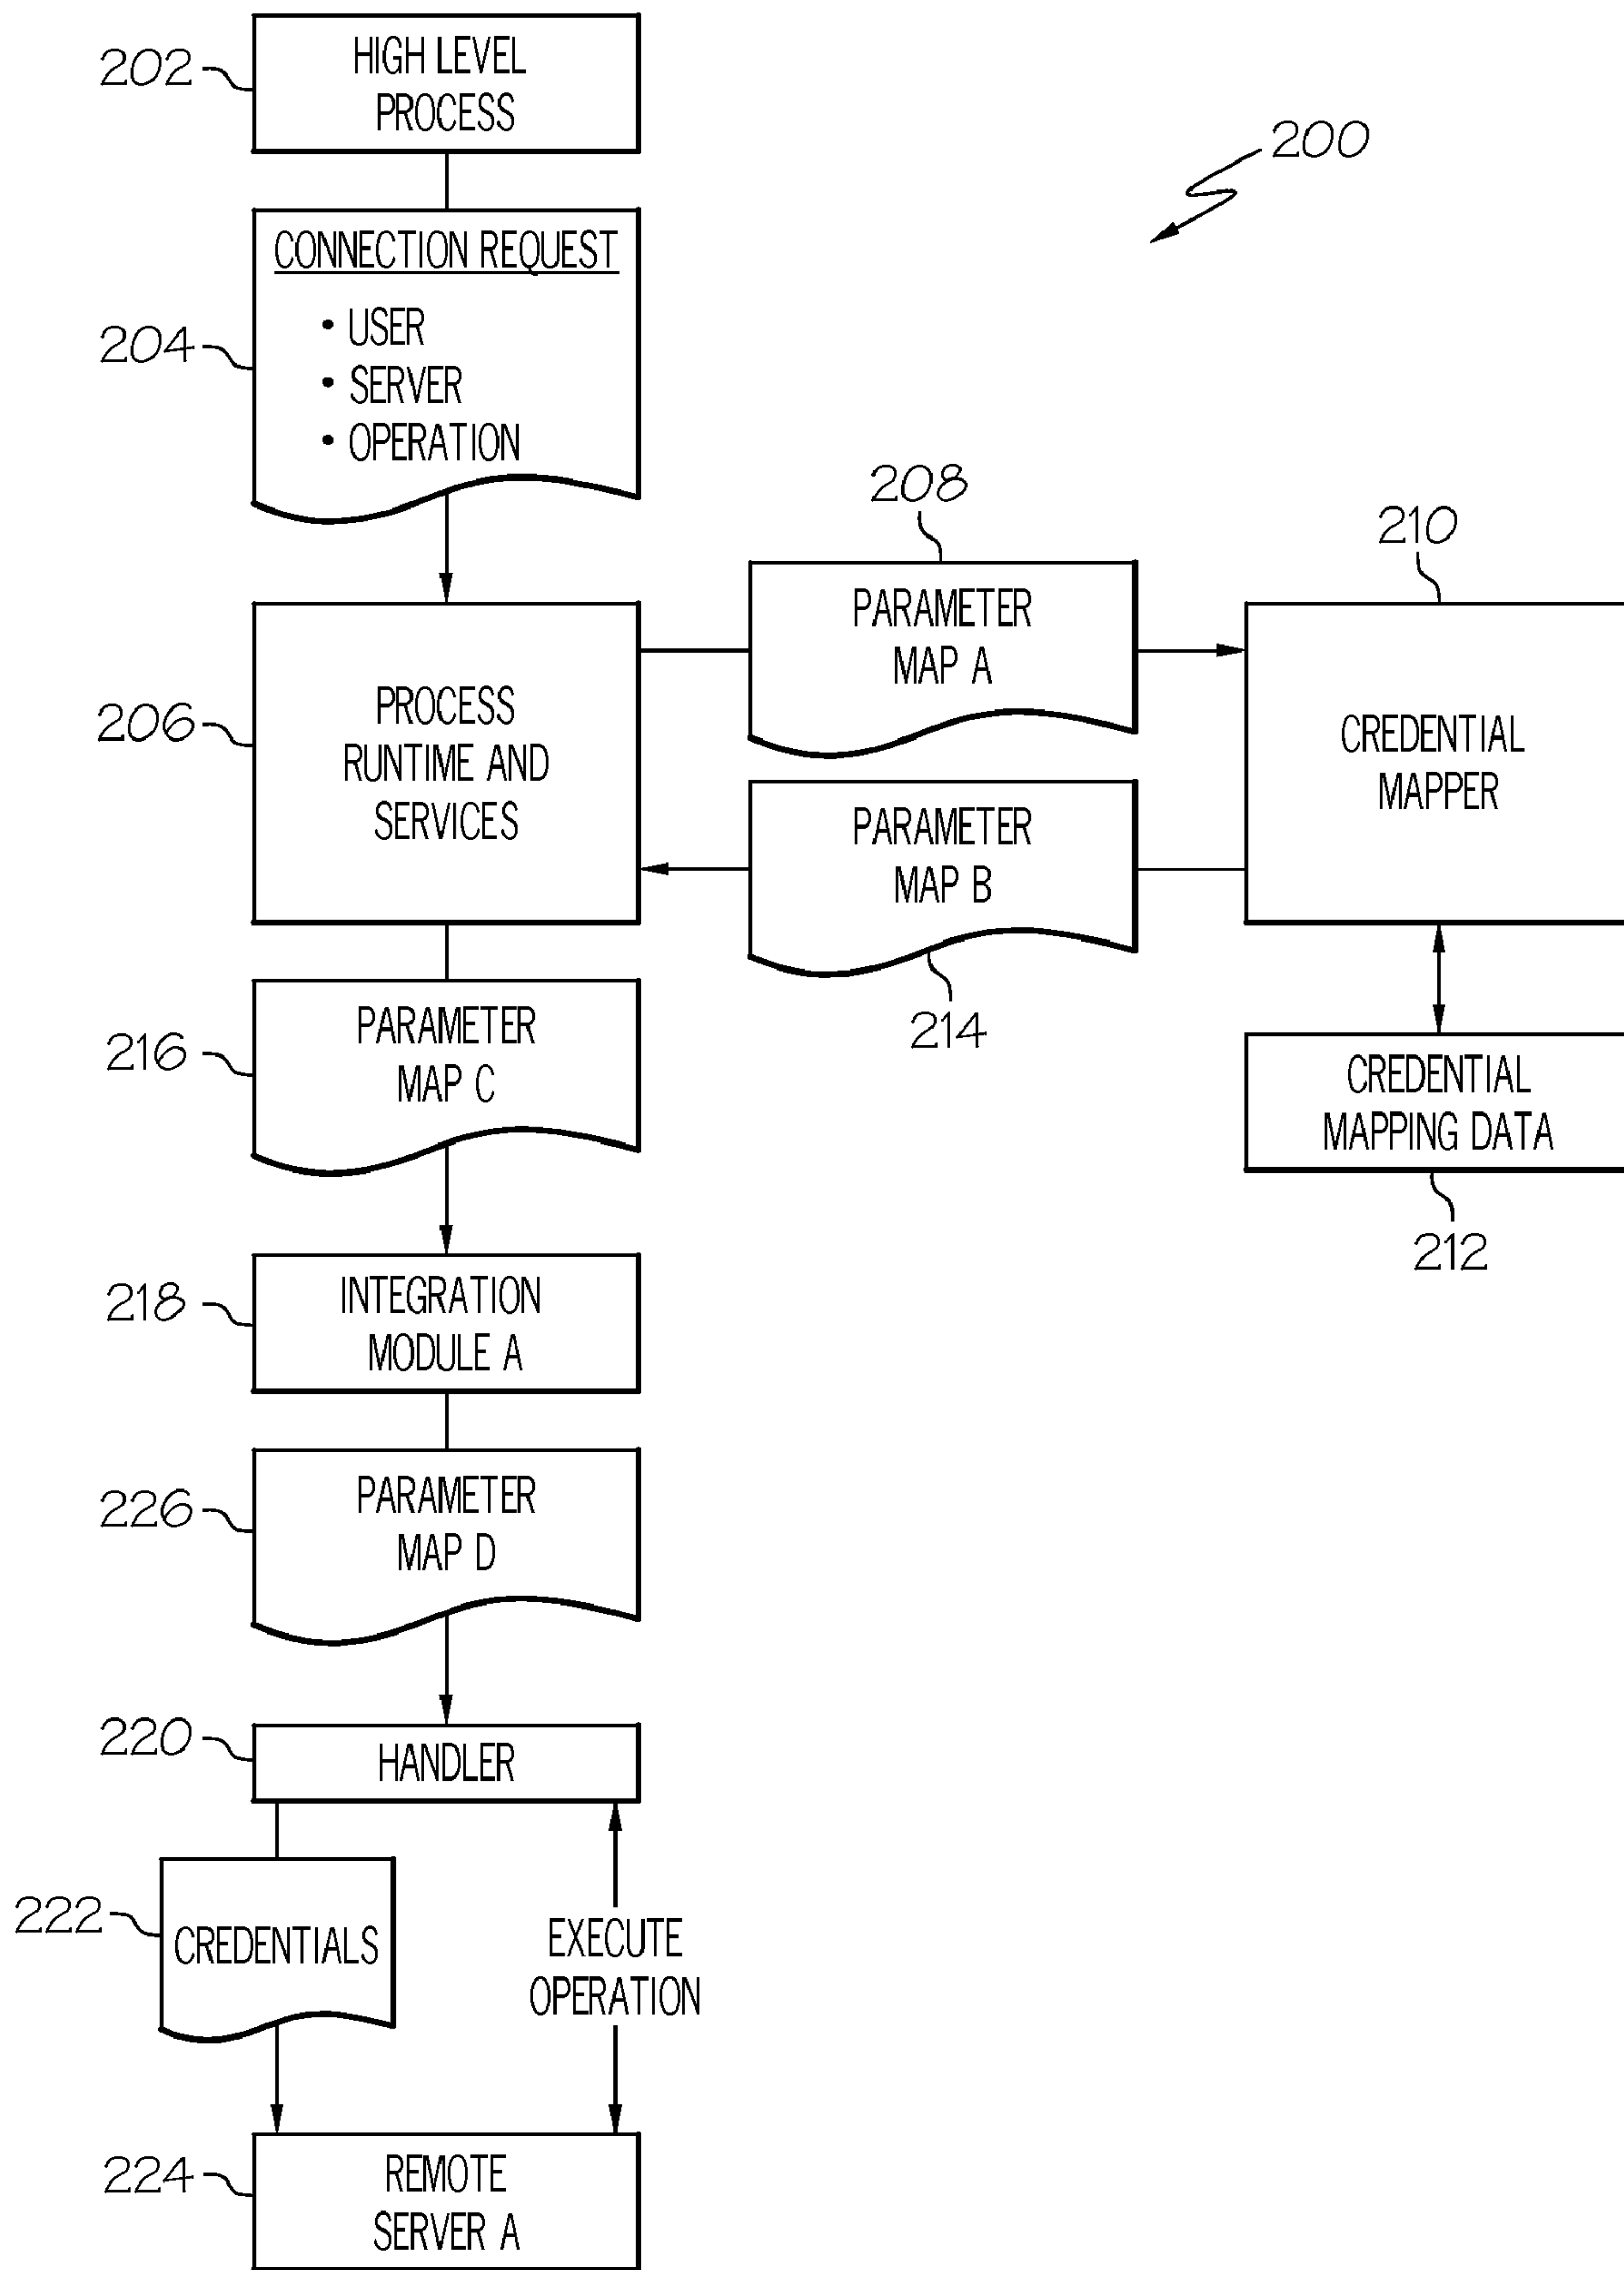 202
HIGH LEVEL
PROCESS
200
204
CONNECTION REQUEST
• USER
• SERVER
• OPERATION
208
PARAMETER
MAP A
210
CREDENTIAL
MAPPER
206
PROCESS
RUNTIME AND
SERVICES
PARAMETER
MAP B
214
216
PARAMETER
MAP C
CREDENTIAL
MAPPING DATA
212
218
INTEGRATION
MODULE A
226
PARAMETER
MAP D
220
HANDLER
222
CREDENTIALS
EXECUTE
OPERATION
224
REMOTE
SERVER A